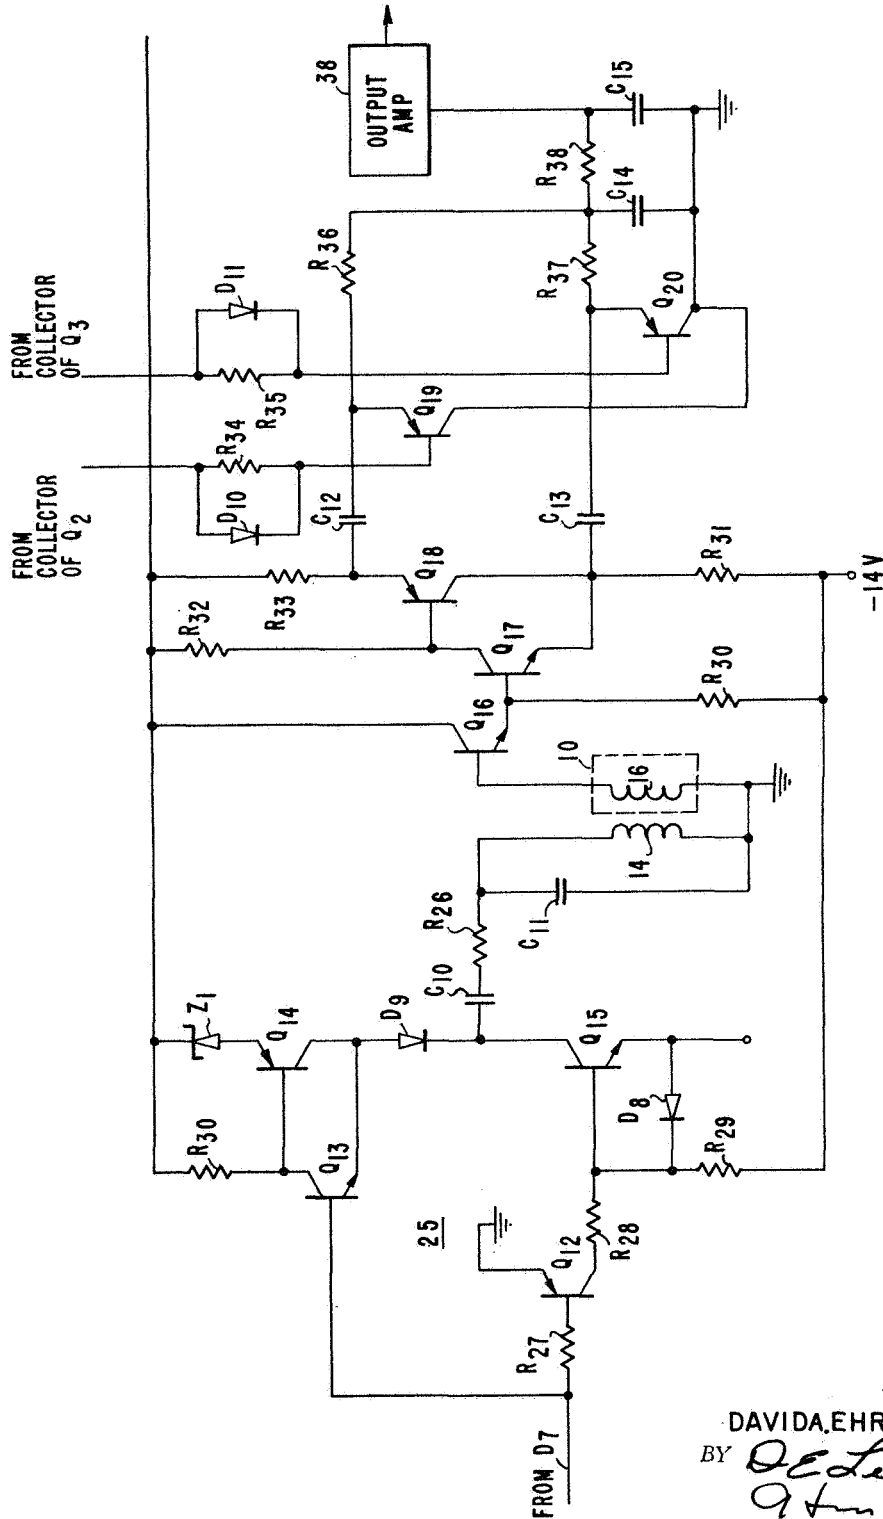 FROM
COLLECTOR
OF Q3
FROM
COLLECTOR
OF Q2
38
OUTPUT
AMP
D11
R35
R34
D10
R36
C15
R38
C14
R37
Q20
Q19
C12
C13
R33
Q18
R31
-14V
R32
Q17
R30
Q16
10
16
14
C11
R26
C10
Z1
Q14
D9
Q15
D8
R29
R30
Q13
25
Q12
R28
R27
FROM D7
DAVID A. EHR
BY